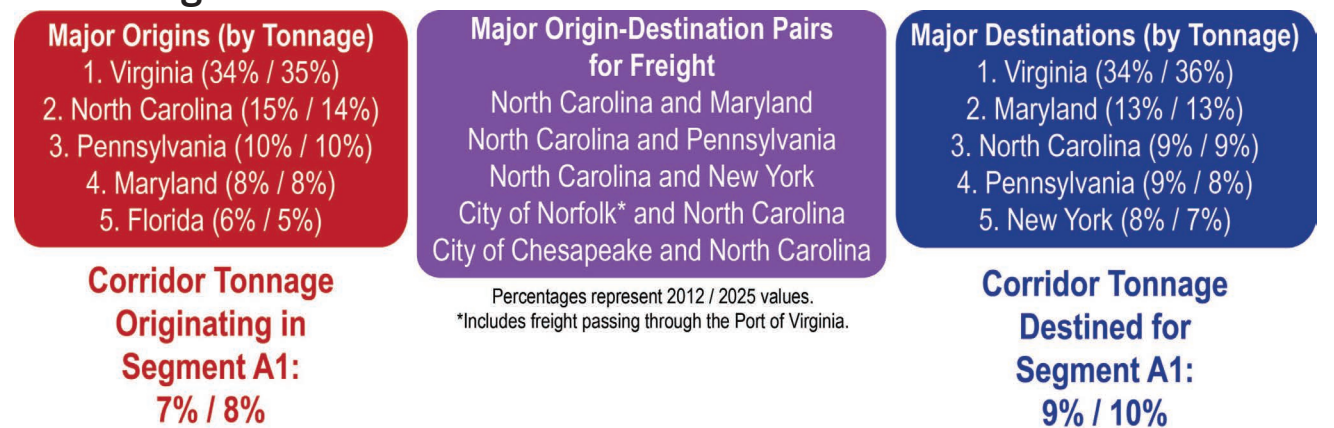 Major Origins (by Tonnage)
1. Virginia (34% / 35%)
2. North Carolina (15% / 14%)
3. Pennsylvania (10% / 10%)
4. Maryland (8% / 8%)
5. Florida (6% / 5%)
Corridor Tonnage
Originating in
Segment A1:
7% / 8%
Major Origin-Destination Pairs
for Freight
North Carolina and Maryland
North Carolina and Pennsylvania
North Carolina and New York
City of Norfolk* and North Carolina
City of Chesapeake and North Carolina
Percentages represent 2012 / 2025 values.
*Includes freight passing through the Port of Virginia.
Major Destinations (by Tonnage)
1. Virginia (34% / 36%)
2. Maryland (13% / 13%)
3. North Carolina (9% / 9%)
4. Pennsylvania (9% / 8%)
5. New York (8% / 7%)
Corridor Tonnage
Destined for
Segment A1:
9% / 10%